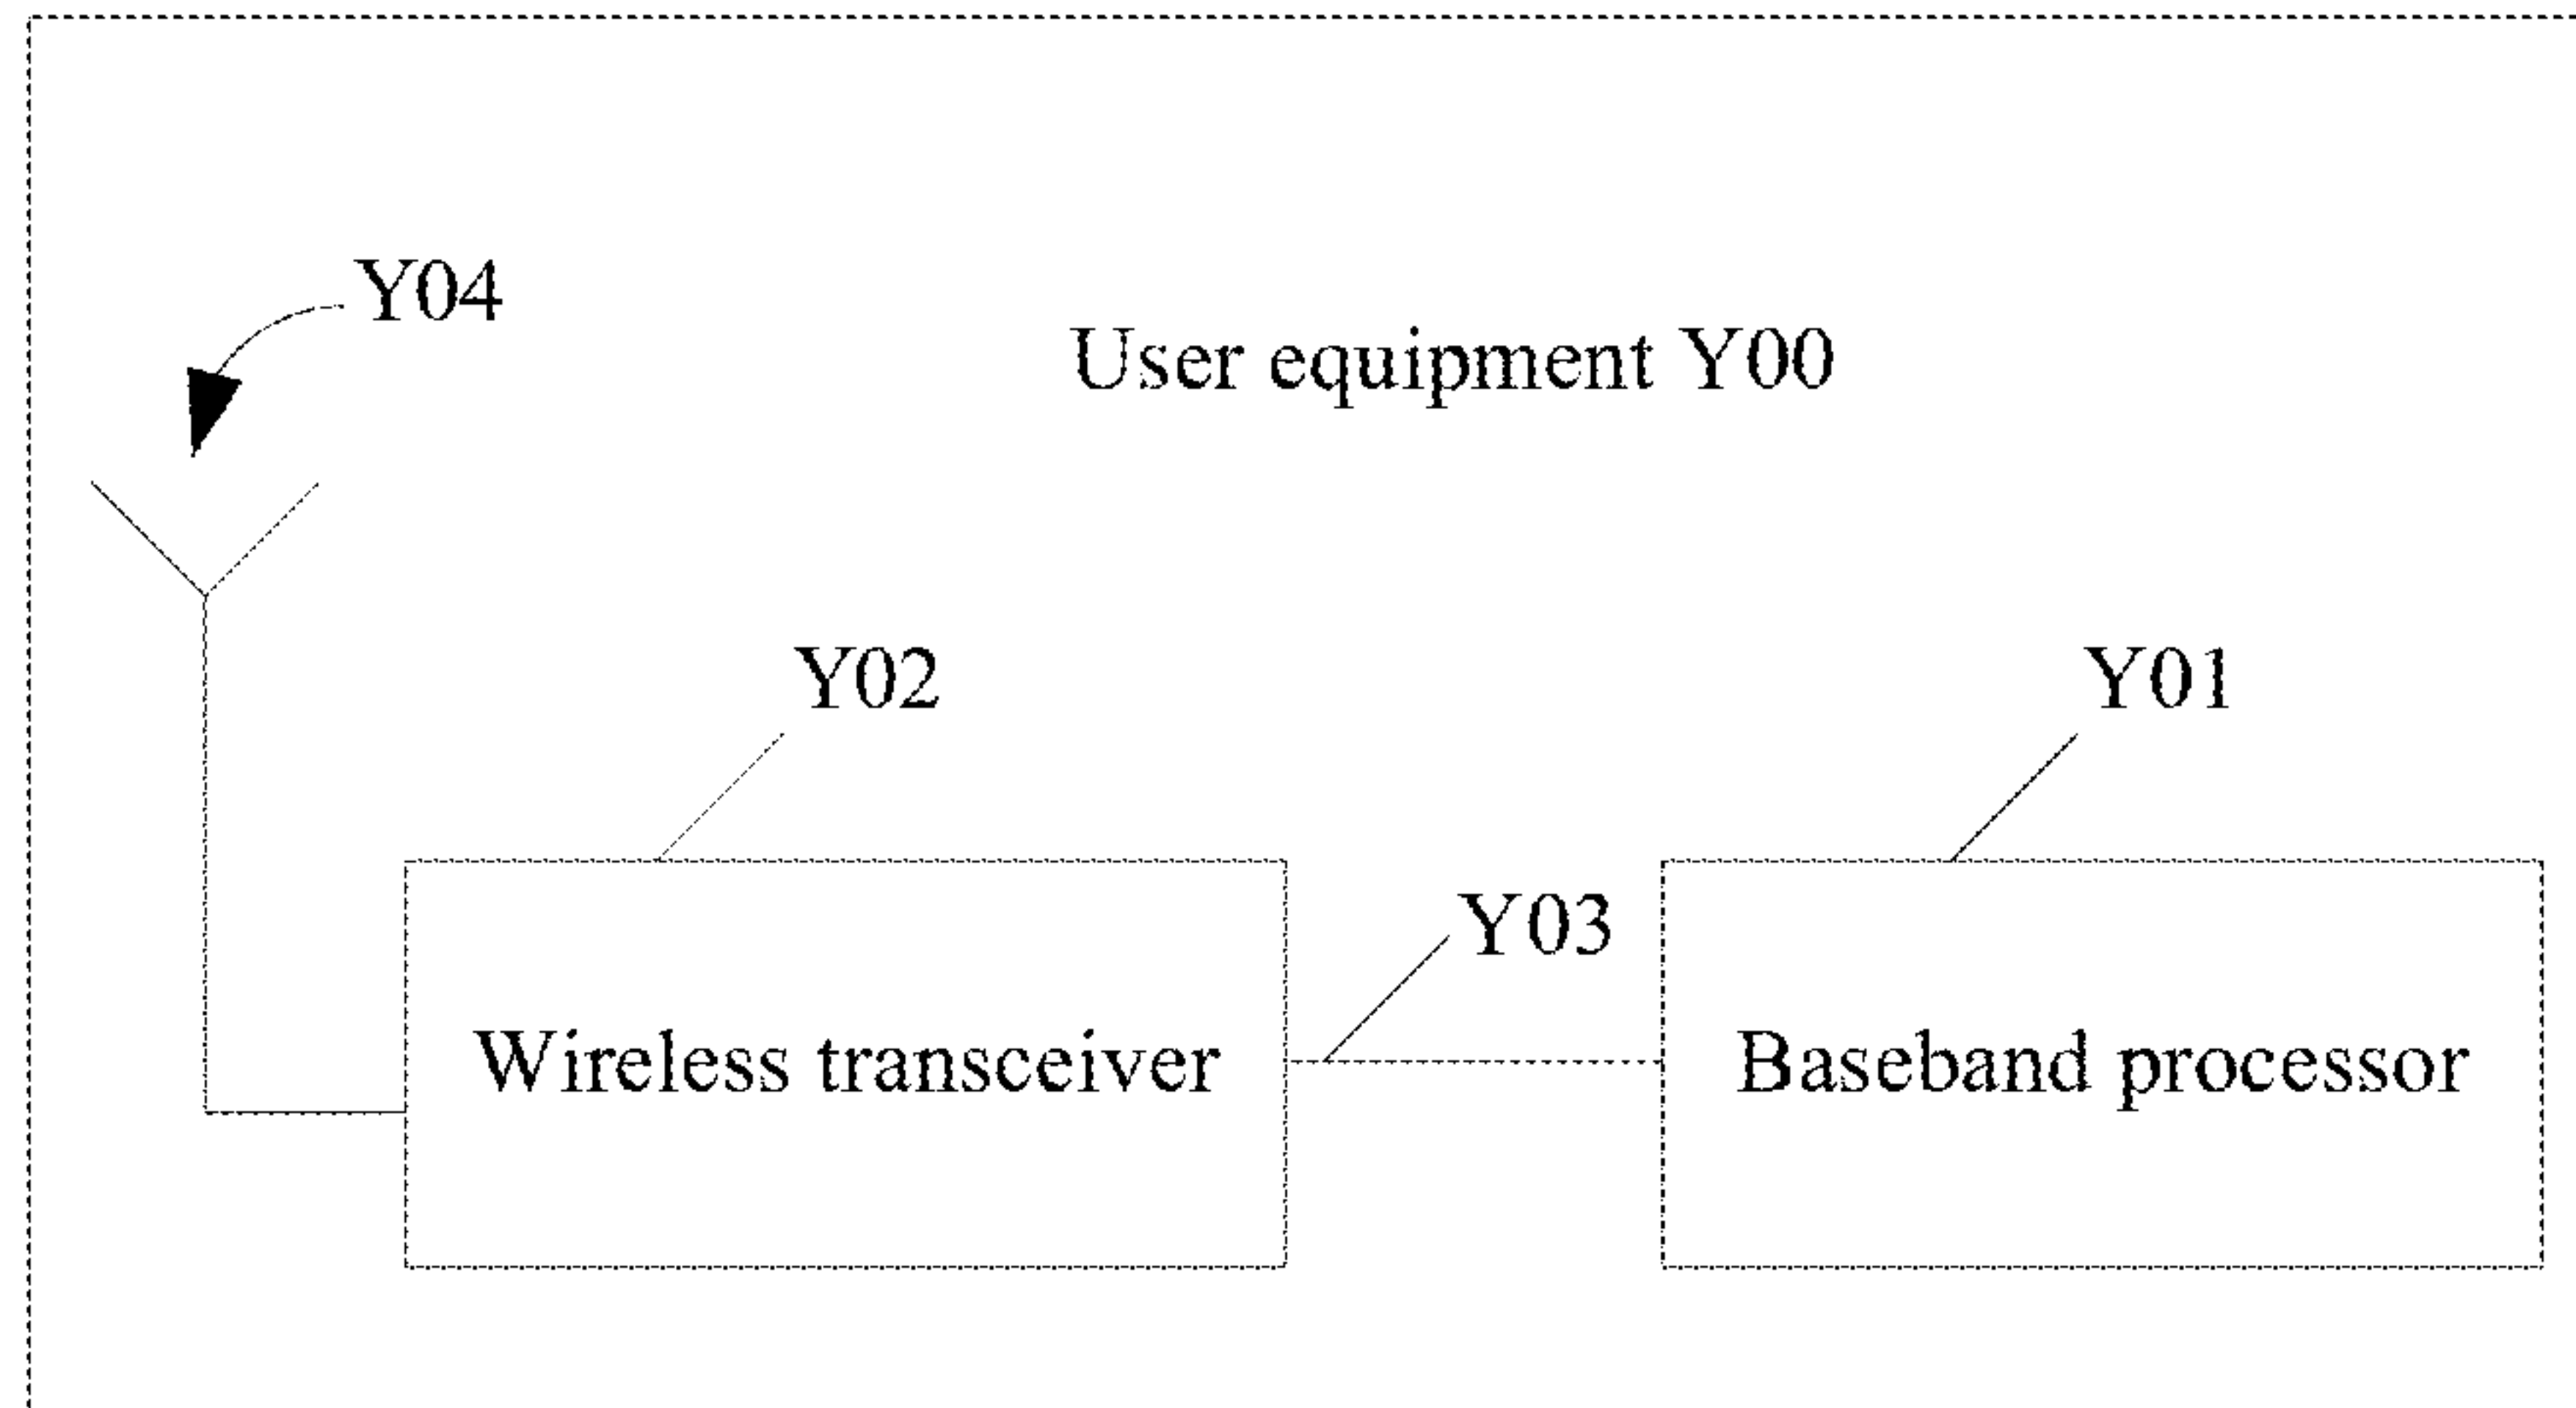 Y04
User equipment Y00
Y02
Y01
Y03
Wireless transceiver
Baseband processor